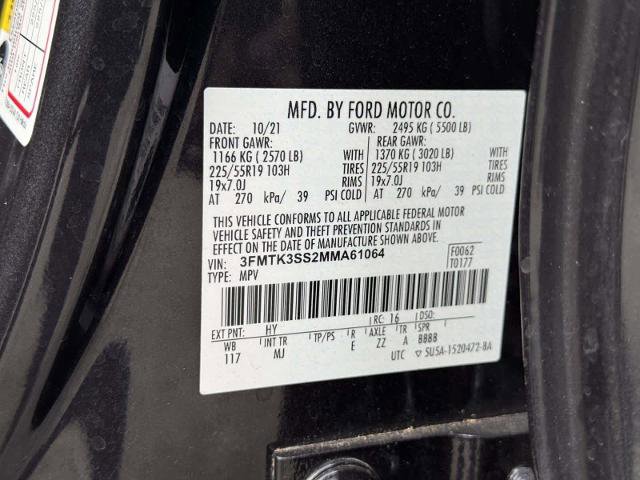 MFD. BY FORD MOTOR CO.
DATE: 10/21 GVWR: 2495 KG ( 5500 LB)
FRONT GAWR: REAR GAWR:
1166 KG ( 2570 LB) WITH 1370 KG ( 3020 LB) WITH
225/55R19 103H TIRES 225/55R19 103H TIRES
19x7.0J RIMS 19x7.0J RIMS
AT 270 kPa/ 39 PSI COLD AT 270 kPa/ 39 PSI COLD
THIS VEHICLE CONFORMS TO ALL APPLICABLE FEDERAL MOTOR
VEHICLE SAFETY AND THEFT PREVENTION STANDARDS
IN EFFECT ON THE DATE OF MANUFACTURE SHOWN ABOVE.
VIN: 3FMTK3SS2MMA61064 F0062
TYPE: MPV T0177
EXT PNT: HY RC: 16 DSO:
WB INT TR TP/PS R AXLE TR SPR
117 MJ E ZZ A BBBB
UTC ▽ SU5A-1520472-BA